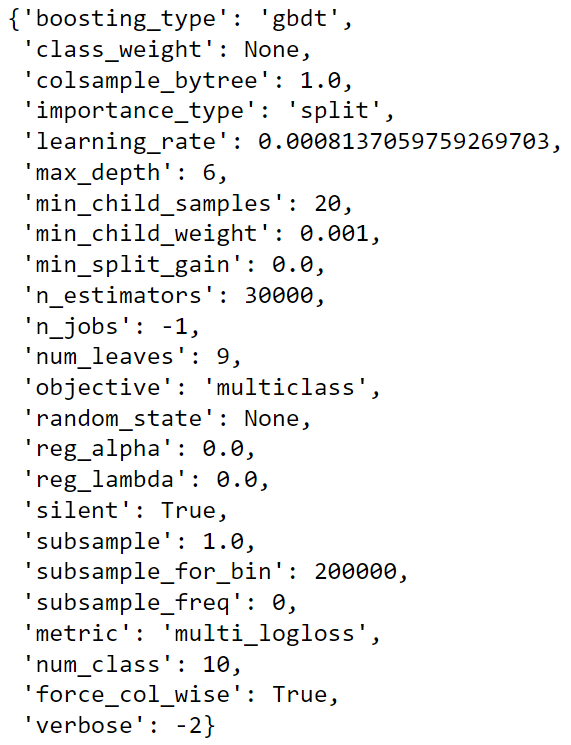 {'boosting_type': 'gbdt',
'class_weight': None,
'colsample_bytree': 1.0,
'importance_type': 'split',
'learning_rate': 0.0008137059759269703,
'max_depth': 6,
'min_child_samples': 20,
'min_child_weight': 0.001,
'min_split_gain': 0.0,
'n_estimators': 30000,
'n_jobs': -1,
'num_leaves': 9,
'objective': 'multiclass',
'random_state': None,
'reg_alpha': 0.0,
'reg_lambda': 0.0,
'silent': True,
'subsample': 1.0,
'subsample_for_bin': 200000,
'subsample_freq': 0,
'metric': 'multi_logloss',
'num_class': 10,
'force_col_wise': True,
'verbose': -2}